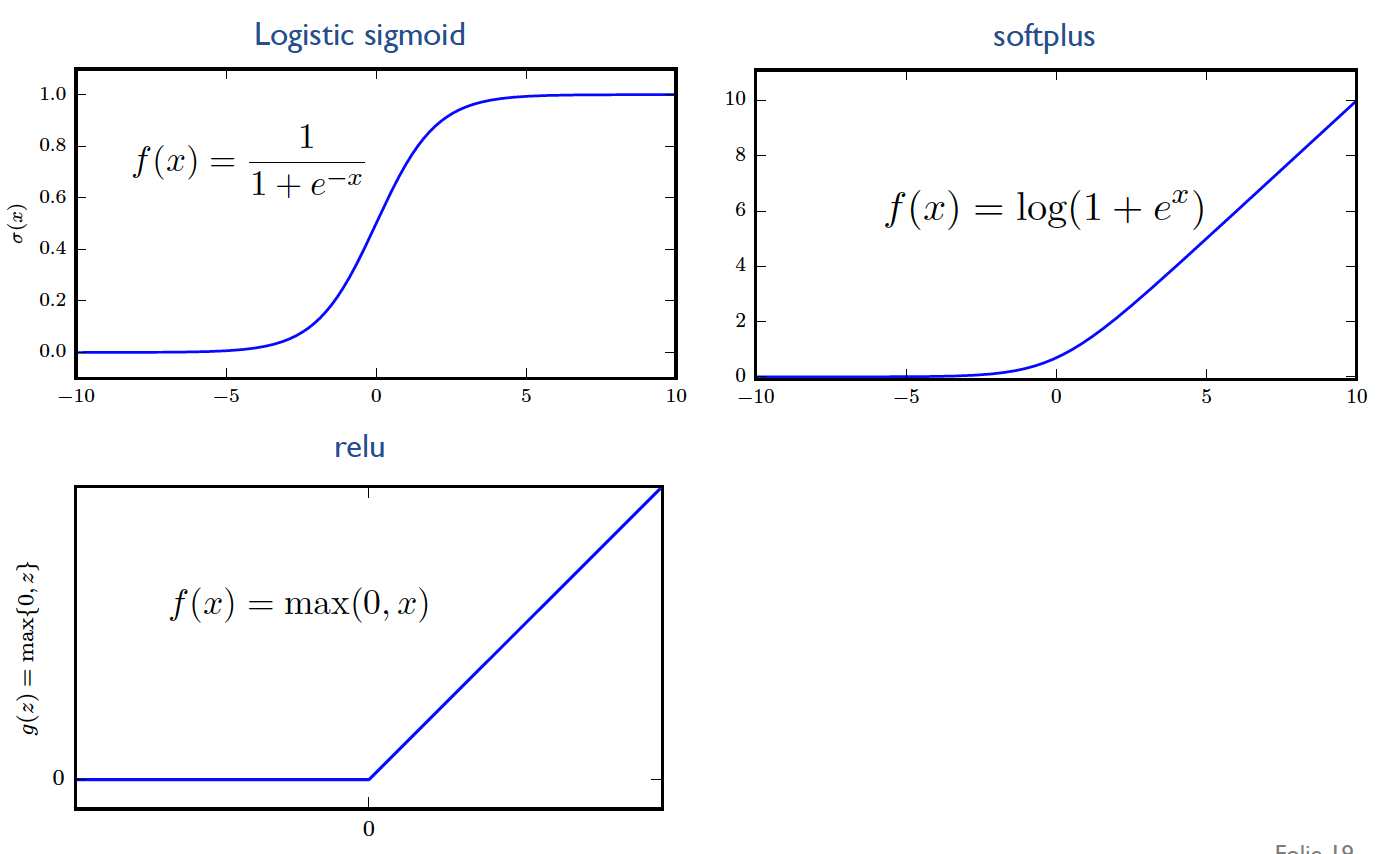 Logistic sigmoid
1.0
0.8
0.6
0.4
0.2
0.0
σ(x)
f(x) = 1 / (1 + e^{−x})
−10 −5 0 5 10
softplus
10
8
6
4
2
0
f(x) = log(1 + e^x)
−10 −5 0 5 10
relu
g(z) = max{0, z}
f(x) = max(0, x)
0
0
Folie 19